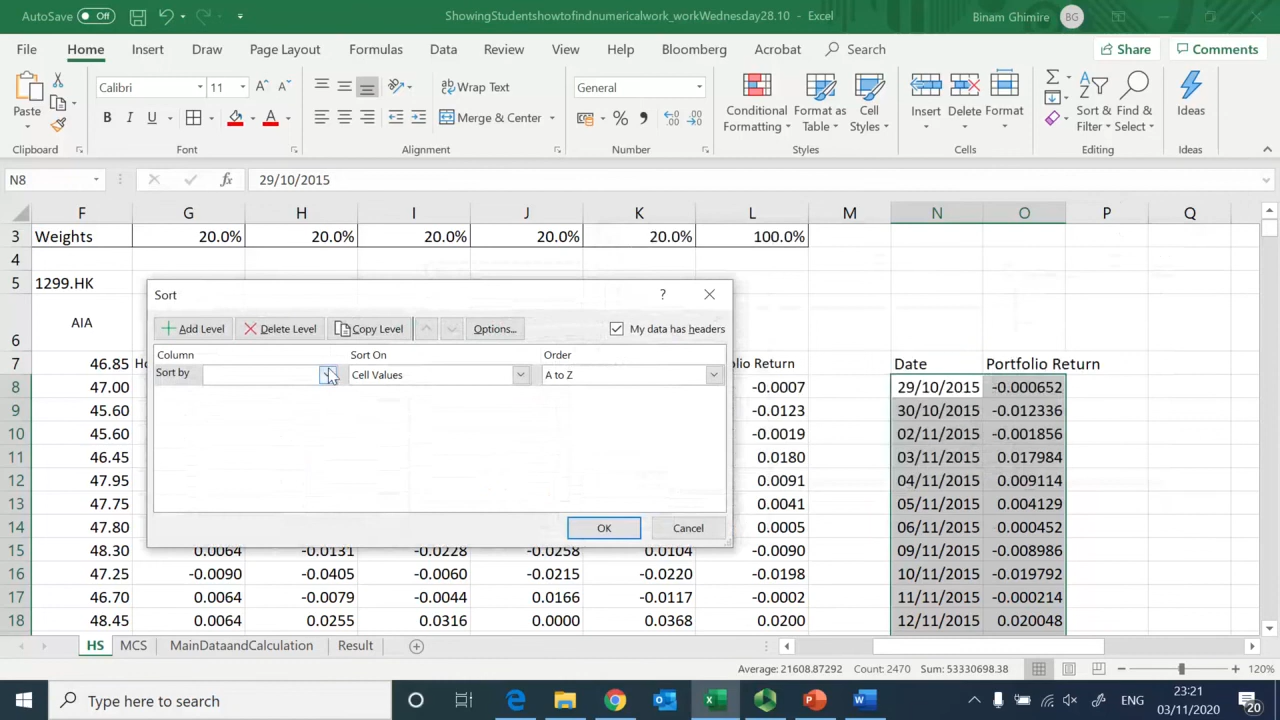 AutoSave Off
ShowingStudentshowtofindnumericalwork_workWednesday28.10 - Excel
Binam Ghimire BG
File Home Insert Draw Page Layout Formulas Data Review View Help Bloomberg Acrobat Search Share Comments
Calibri 11
Wrap Text
General
Paste
B I U A
Merge & Center
% 9
Conditional Formatting
Format as Table
Cell Styles
Insert Delete Format
Sort & Filter
Find & Select
Ideas
Clipboard Font Alignment Number Styles Cells Editing Ideas
N8 fx 29/10/2015
F G H I J K L M N O P Q
3 Weights 20.0% 20.0% 20.0% 20.0% 20.0% 100.0%
4
5 1299.HK
6 AIA
Sort ?
Add Level Delete Level Copy Level Options... My data has headers
Column Sort On Order
Sort by Cell Values A to Z
OK Cancel
7 46.85 Ho lio Return Date Portfolio Return
8 47.00 -0.0007 29/10/2015 -0.000652
9 45.60 -0.0123 30/10/2015 -0.012336
10 45.60 -0.0019 02/11/2015 -0.001856
11 46.45 0.0180 03/11/2015 0.017984
12 47.95 0.0091 04/11/2015 0.009114
13 47.75 0.0041 05/11/2015 0.004129
14 47.80 0.0005 06/11/2015 0.000452
15 48.30 0.0064 -0.0131 -0.0228 -0.0258 0.0104 -0.0090 09/11/2015 -0.008986
16 47.25 -0.0090 -0.0405 -0.0060 -0.0215 -0.0220 -0.0198 10/11/2015 -0.019792
17 46.70 0.0064 -0.0079 -0.0044 0.0166 -0.0117 -0.0002 11/11/2015 -0.000214
18 48.45 0.0064 0.0255 0.0316 0.0000 0.0368 0.0200 12/11/2015 0.020048
HS MCS MainDataandCalculation Result
Average: 21608.87292 Count: 2470 Sum: 53330698.38 120%
Type here to search
ENG
23:21
03/11/2020
20